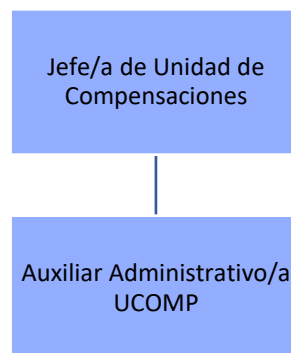 Jefe/a de Unidad de
Compensaciones
Auxiliar Administrativo/a
UCOMP